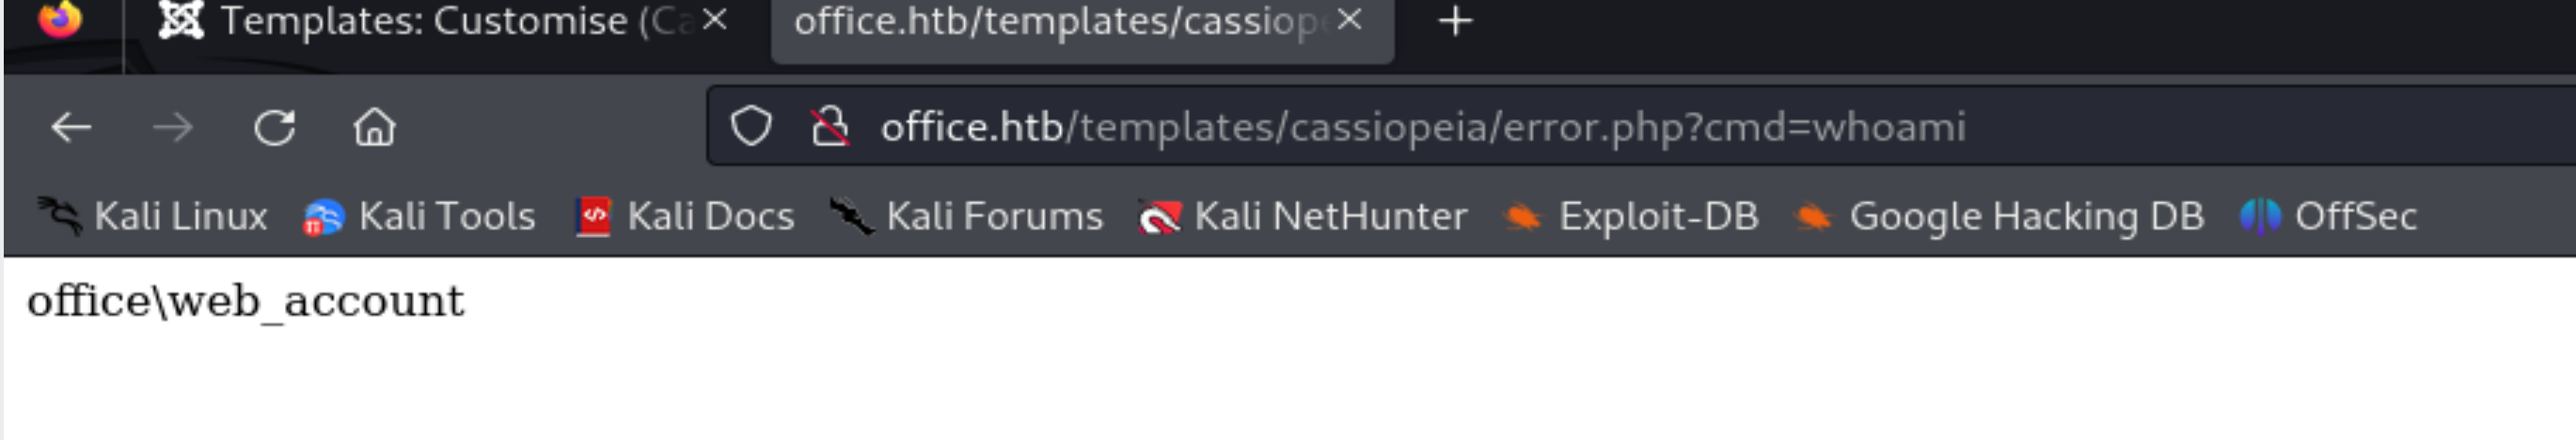 Templates: Customise (Ca office.htb/templates/cassiope
office.htb/templates/cassiopeia/error.php?cmd=whoami
Kali Linux Kali Tools Kali Docs Kali Forums Kali NetHunter Exploit-DB Google Hacking DB OffSec
office\web_account